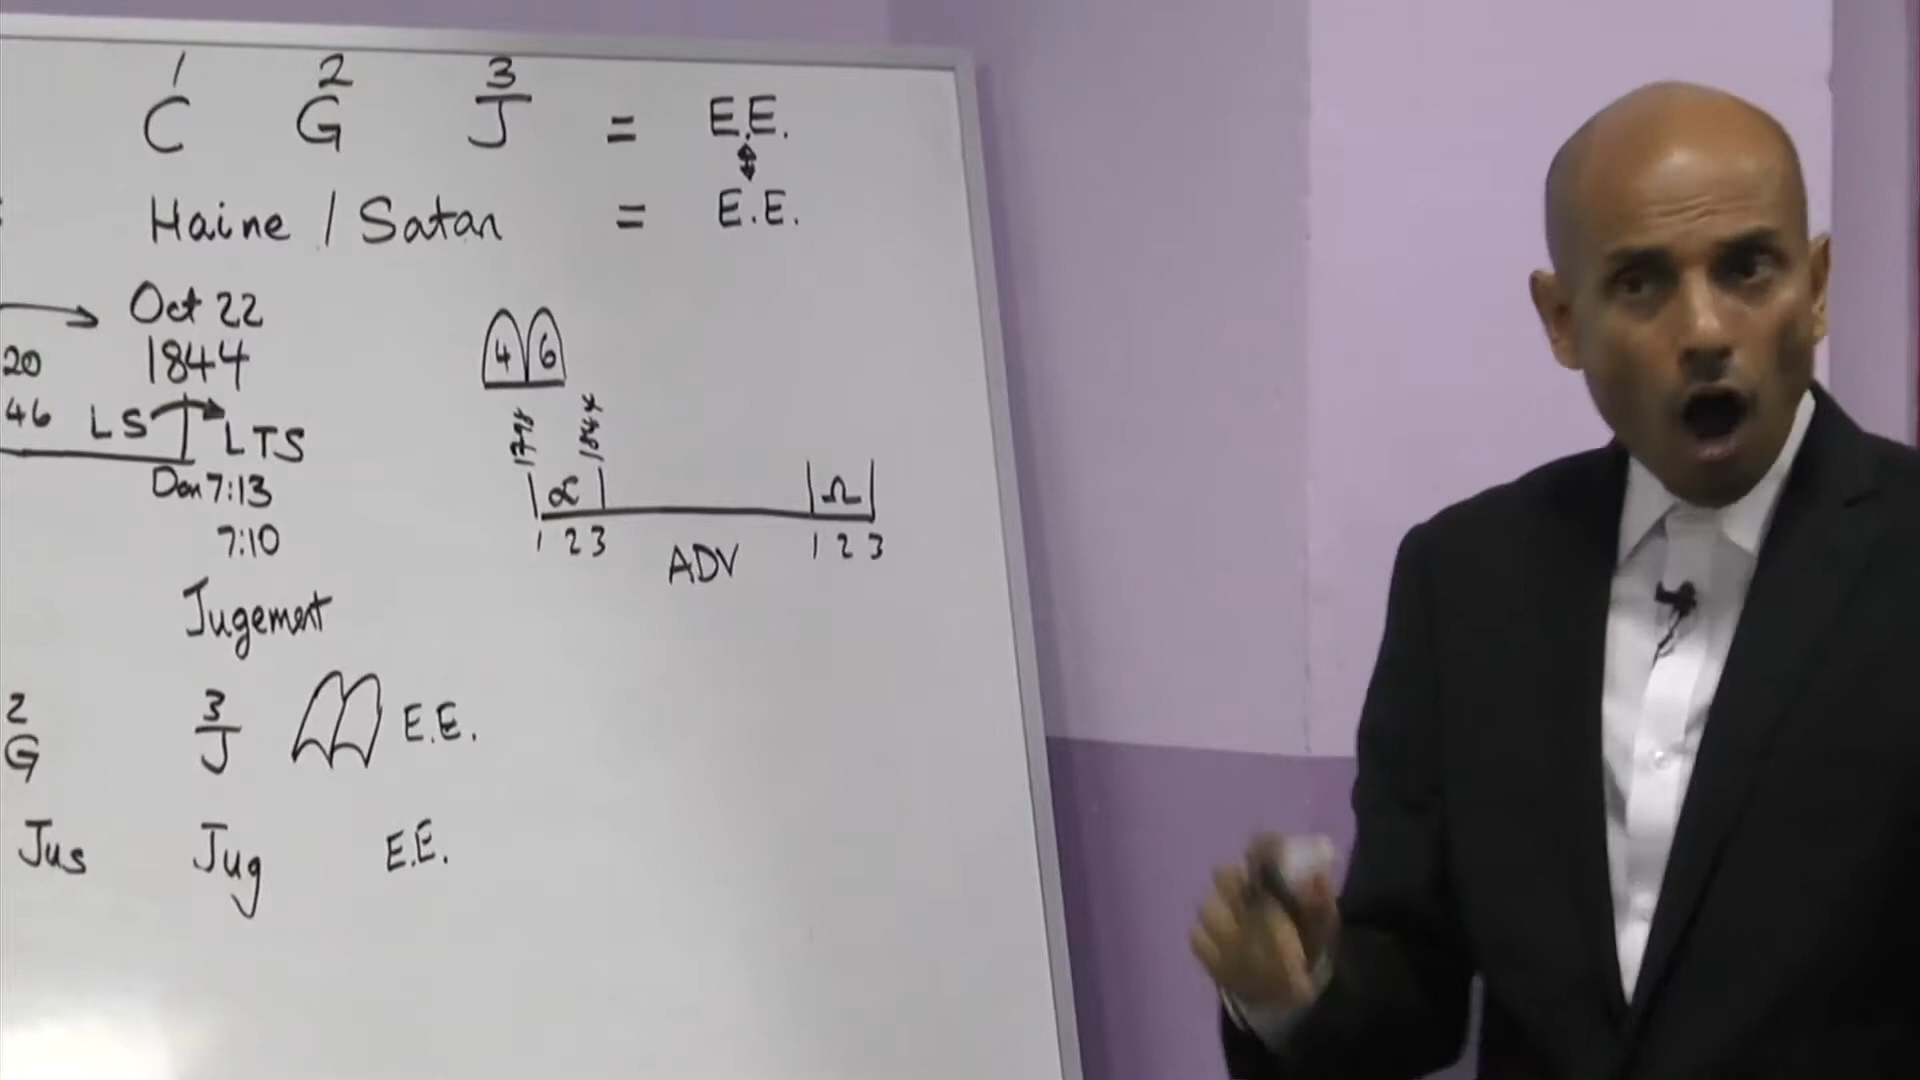 1 2 3
C G J = E.E.
Haine / Satan = E.E.
Oct 22
20 1844
46 LS LTS
Dan 7:13
7:10
Jugement
4 6
1798 1844
α Ω
1 2 3 1 2 3
ADV
2 3
G J E.E.
Jus Jug E.E.